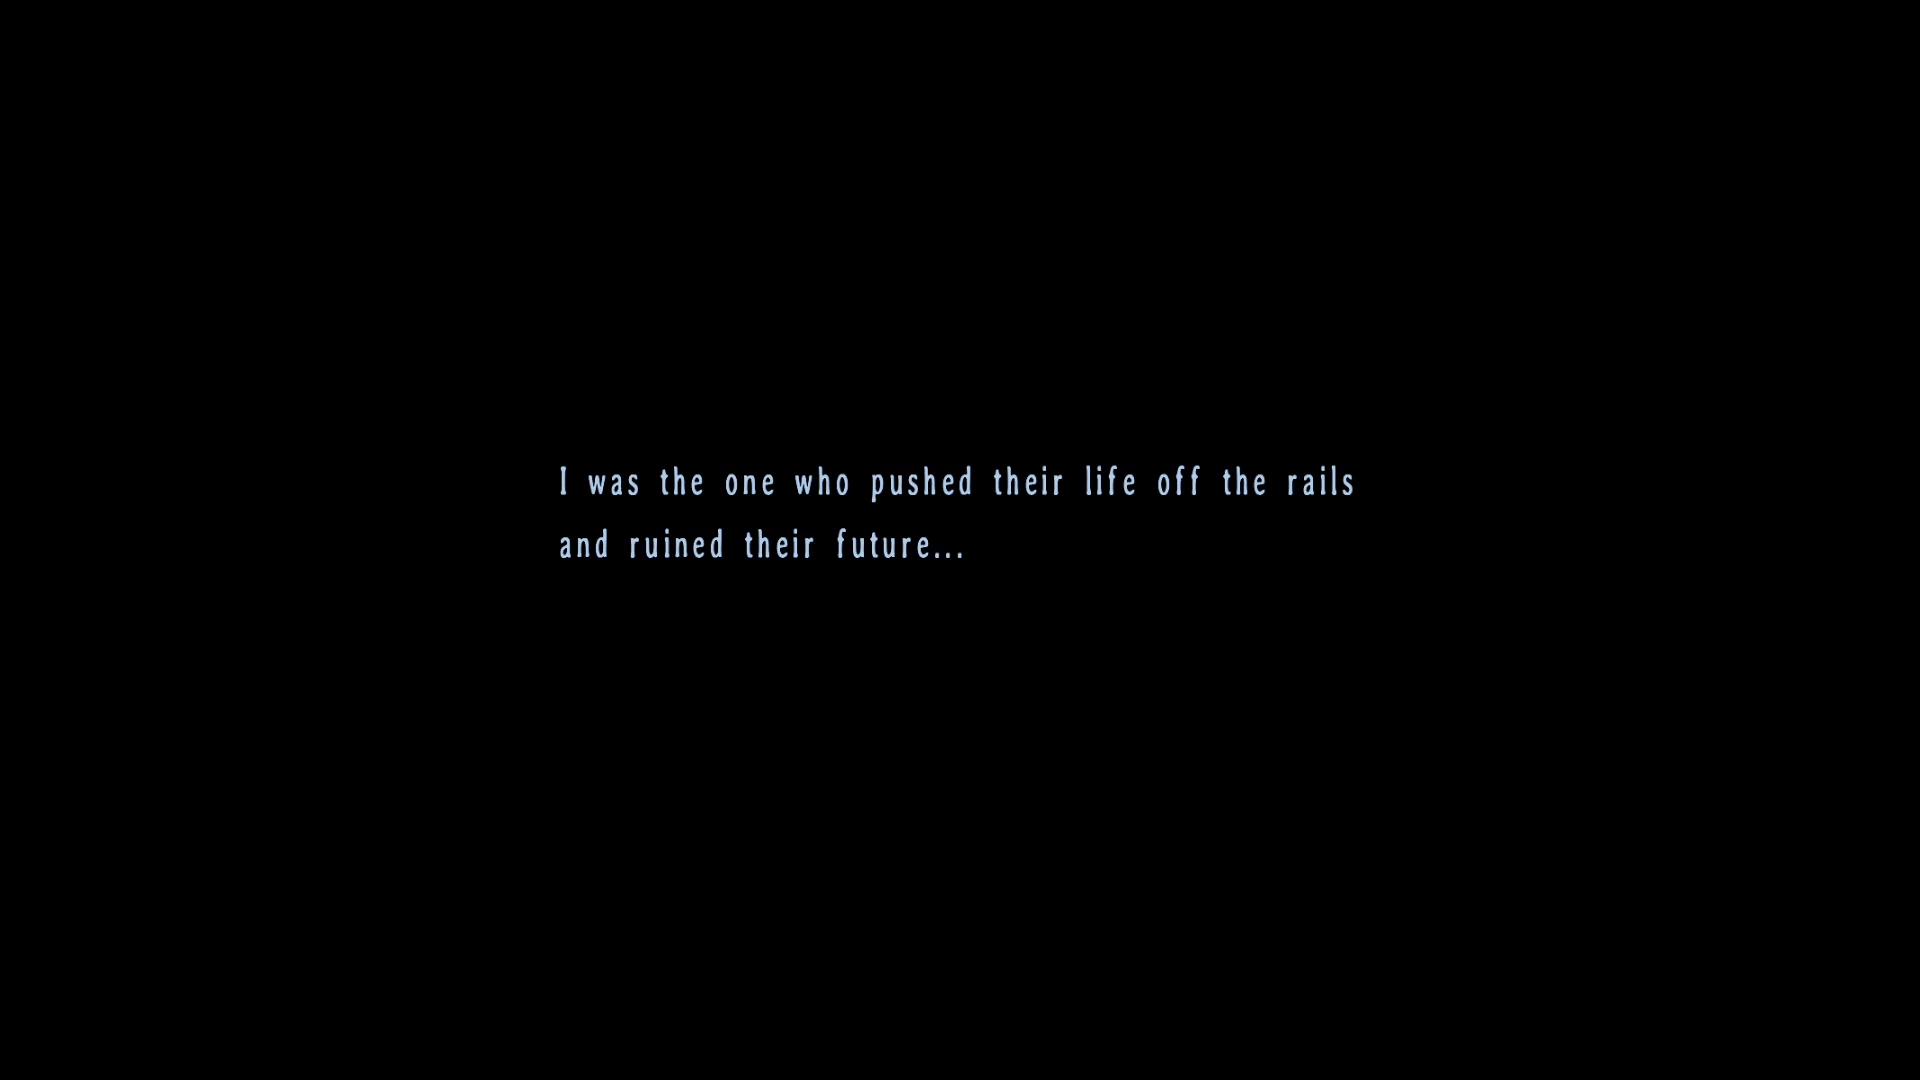 I was the one who pushed their life off the rails
and ruined their future...